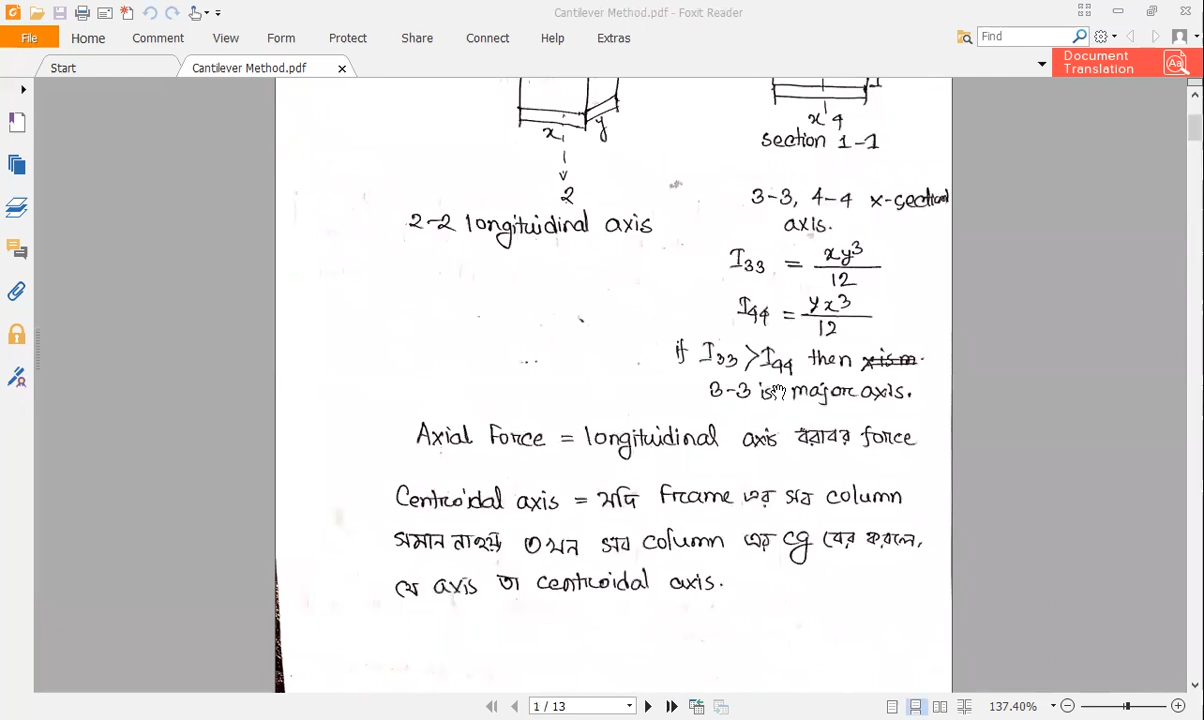 Cantilever Method.pdf - Foxit Reader
File Home Comment View Form Protect Share Connect Help Extras
Find
Document
Translation
Start
Cantilever Method.pdf
x y
2
x 4
section 1-1
2-2 longituidinal axis
3-3, 4-4 x-sectional
axis.
I33 = xy³/12
I44 = yx³/12
if I33 > I44 then
3-3 is major axis.
Axial Force = longituidinal axis বরাবর force
Centroidal axis = যদি Frame এর সব column
সমান না হয় তখন সব column এর cg বের করলে,
যে axis তা centroidal axis.
1 / 13
137.40%